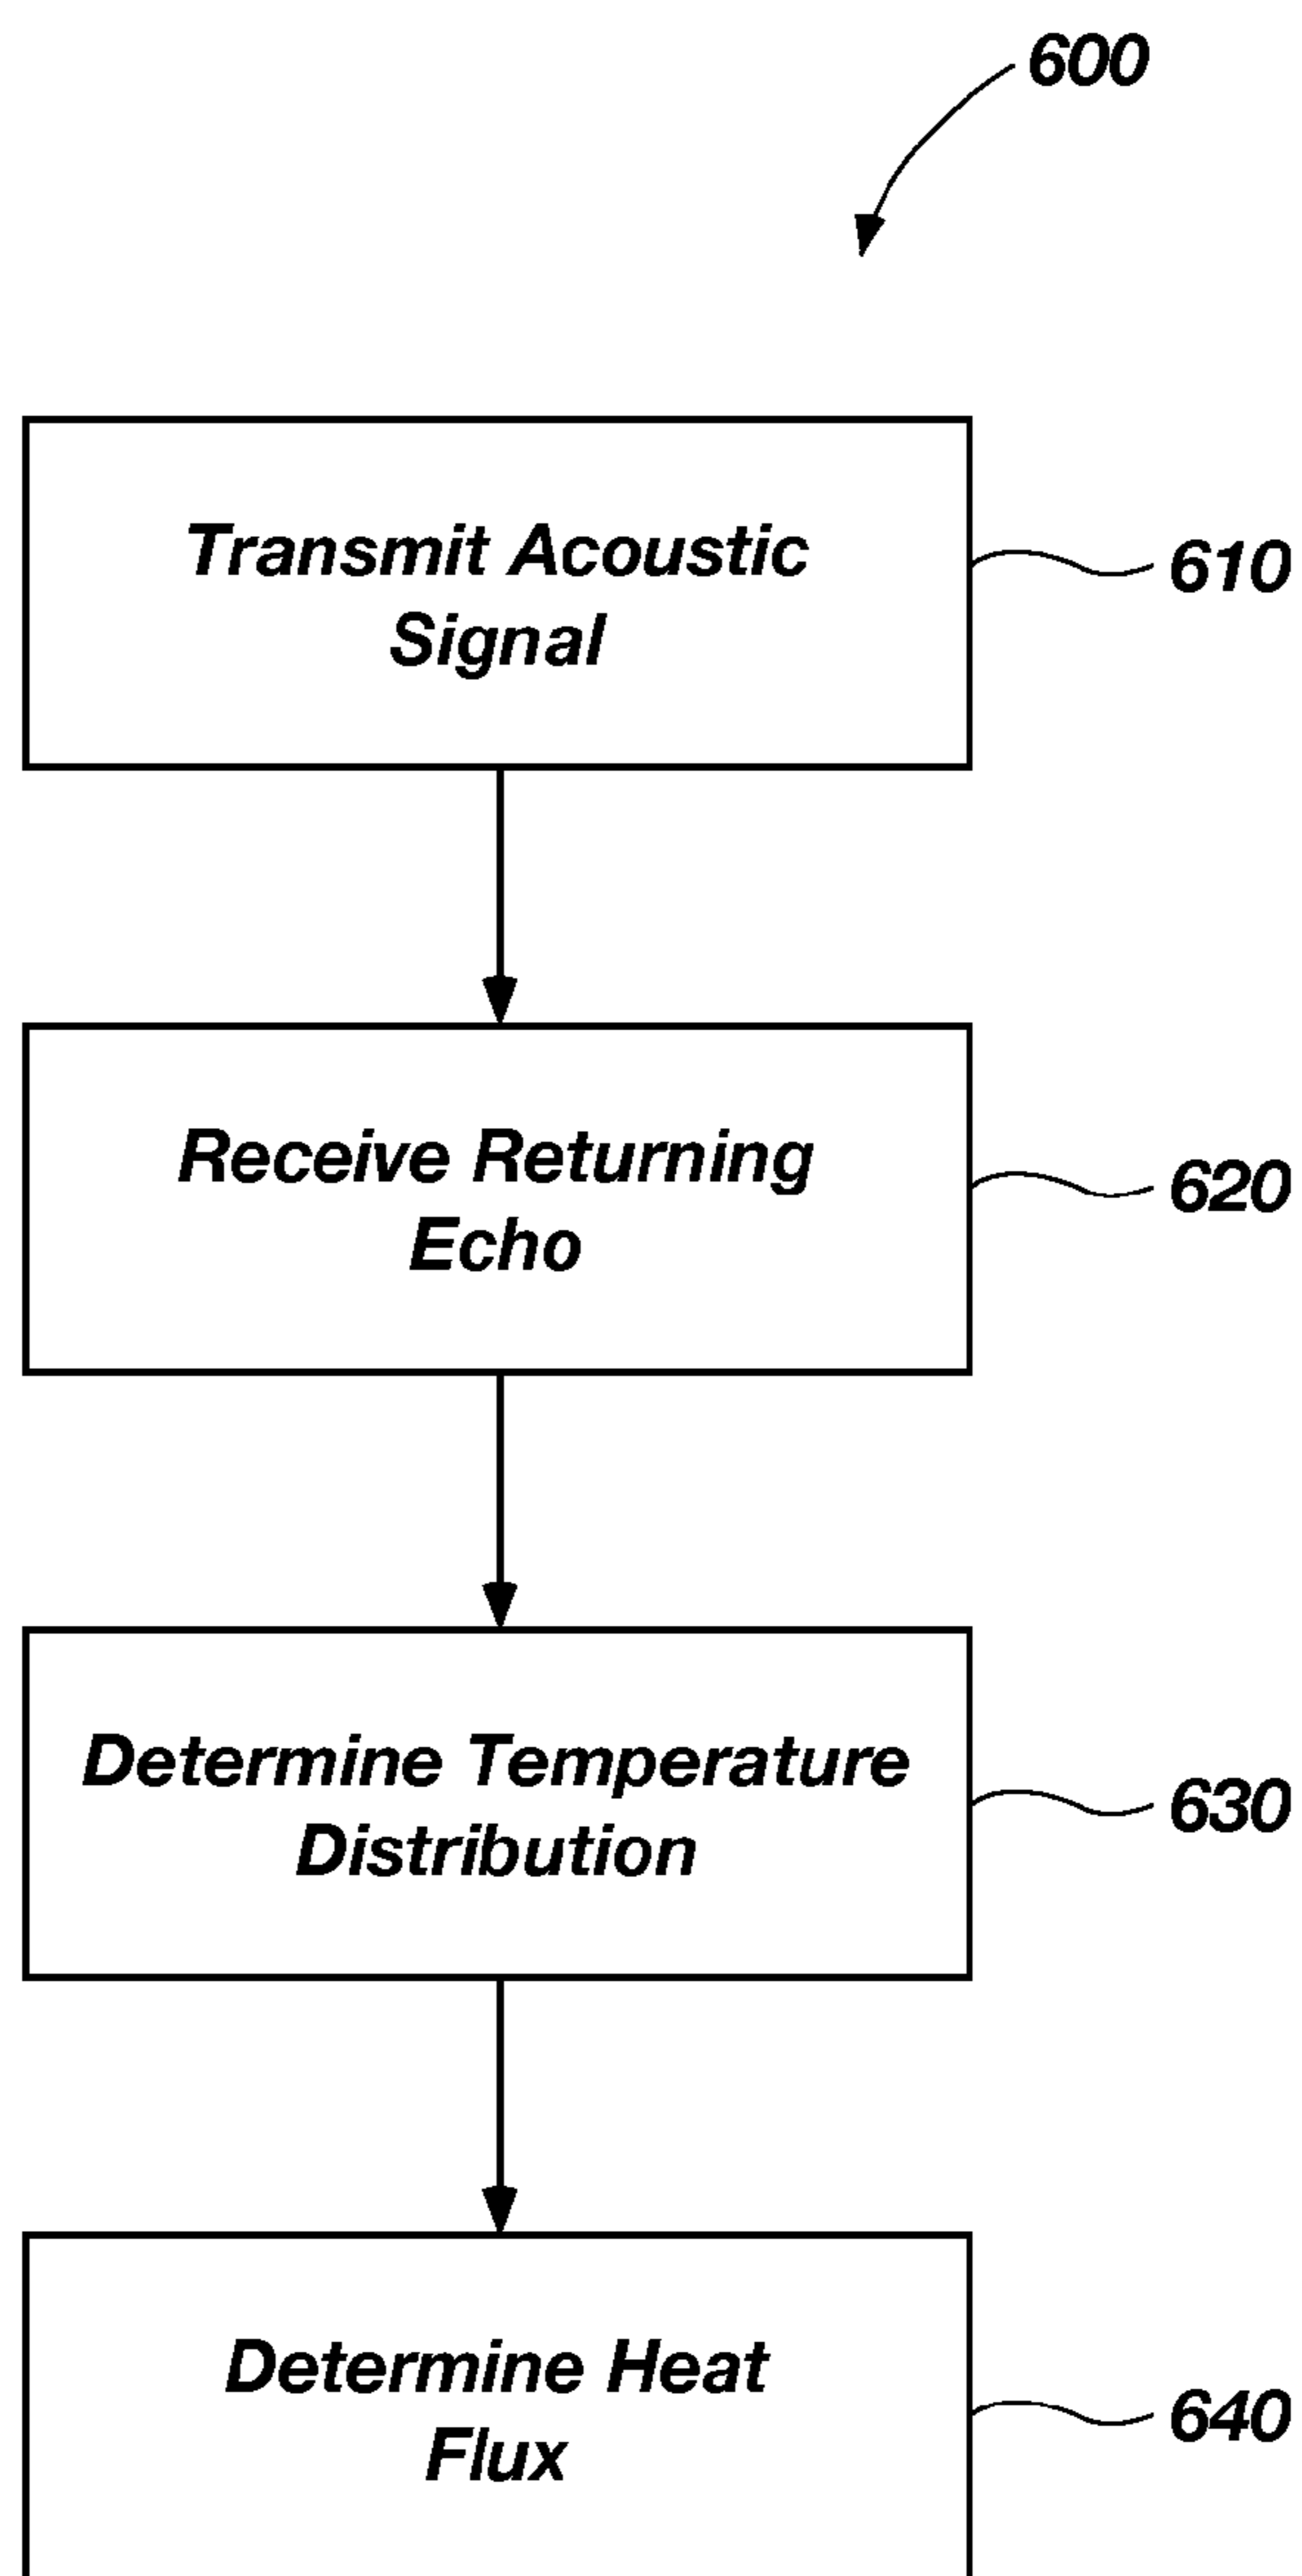 600
Transmit Acoustic
Signal
610
Receive Returning
Echo
620
Determine Temperature
Distribution
630
Determine Heat
Flux
640